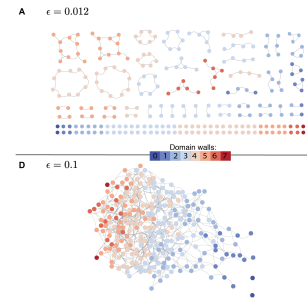 A ϵ = 0.012
Domain walls:
0 1 2 3 4 5 6 7
D ϵ = 0.1